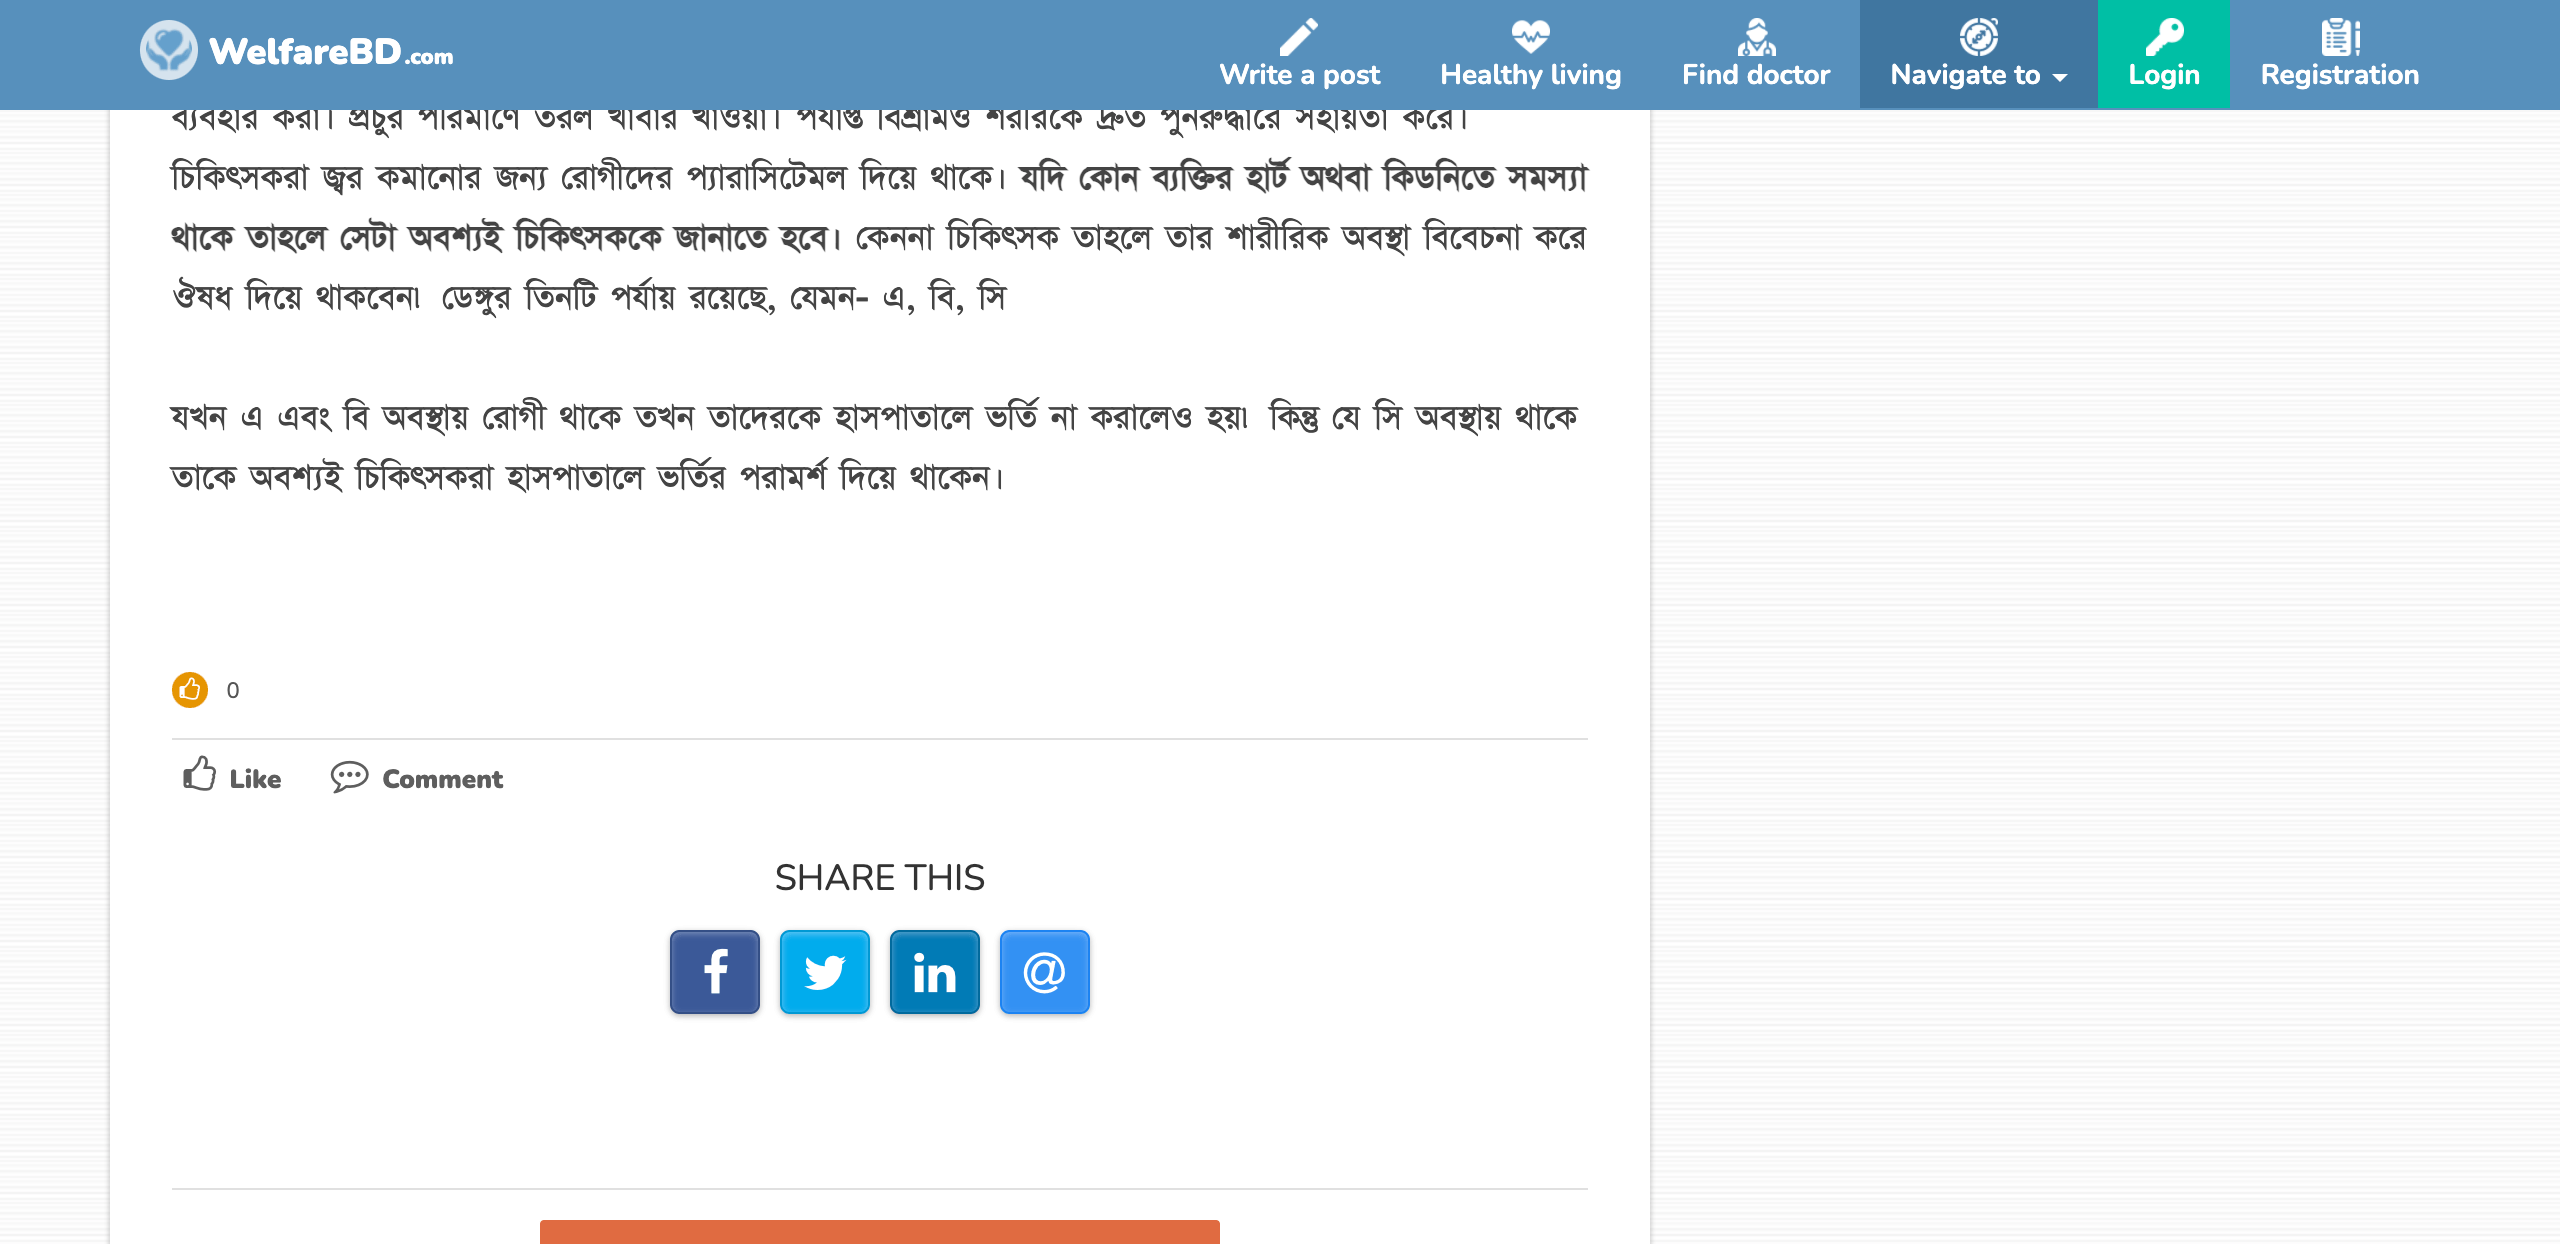 WelfareBD.com
Write a post
Healthy living
Find doctor
Navigate to
Login
Registration
ব্যবহার করা। প্রচুর পরিমাণে তরল খাবার খাওয়া। পর্যাপ্ত বিশ্রামও শরীরকে দ্রুত পুনরুদ্ধারে সহায়তা করে।
চিকিৎসকরা জ্বর কমানোর জন্য রোগীদের প্যারাসিটেমল দিয়ে থাকে। যদি কোন ব্যক্তির হার্ট অথবা কিডনিতে সমস্যা
থাকে তাহলে সেটা অবশ্যই চিকিৎসককে জানাতে হবে। কেননা চিকিৎসক তাহলে তার শারীরিক অবস্থা বিবেচনা করে
ঔষধ দিয়ে থাকবেন৷ ডেঙ্গুর তিনটি পর্যায় রয়েছে, যেমন- এ, বি, সি
যখন এ এবং বি অবস্থায় রোগী থাকে তখন তাদেরকে হাসপাতালে ভর্তি না করালেও হয়৷ কিন্তু যে সি অবস্থায় থাকে
তাকে অবশ্যই চিকিৎসকরা হাসপাতালে ভর্তির পরামর্শ দিয়ে থাকেন।
0
Like
Comment
SHARE THIS